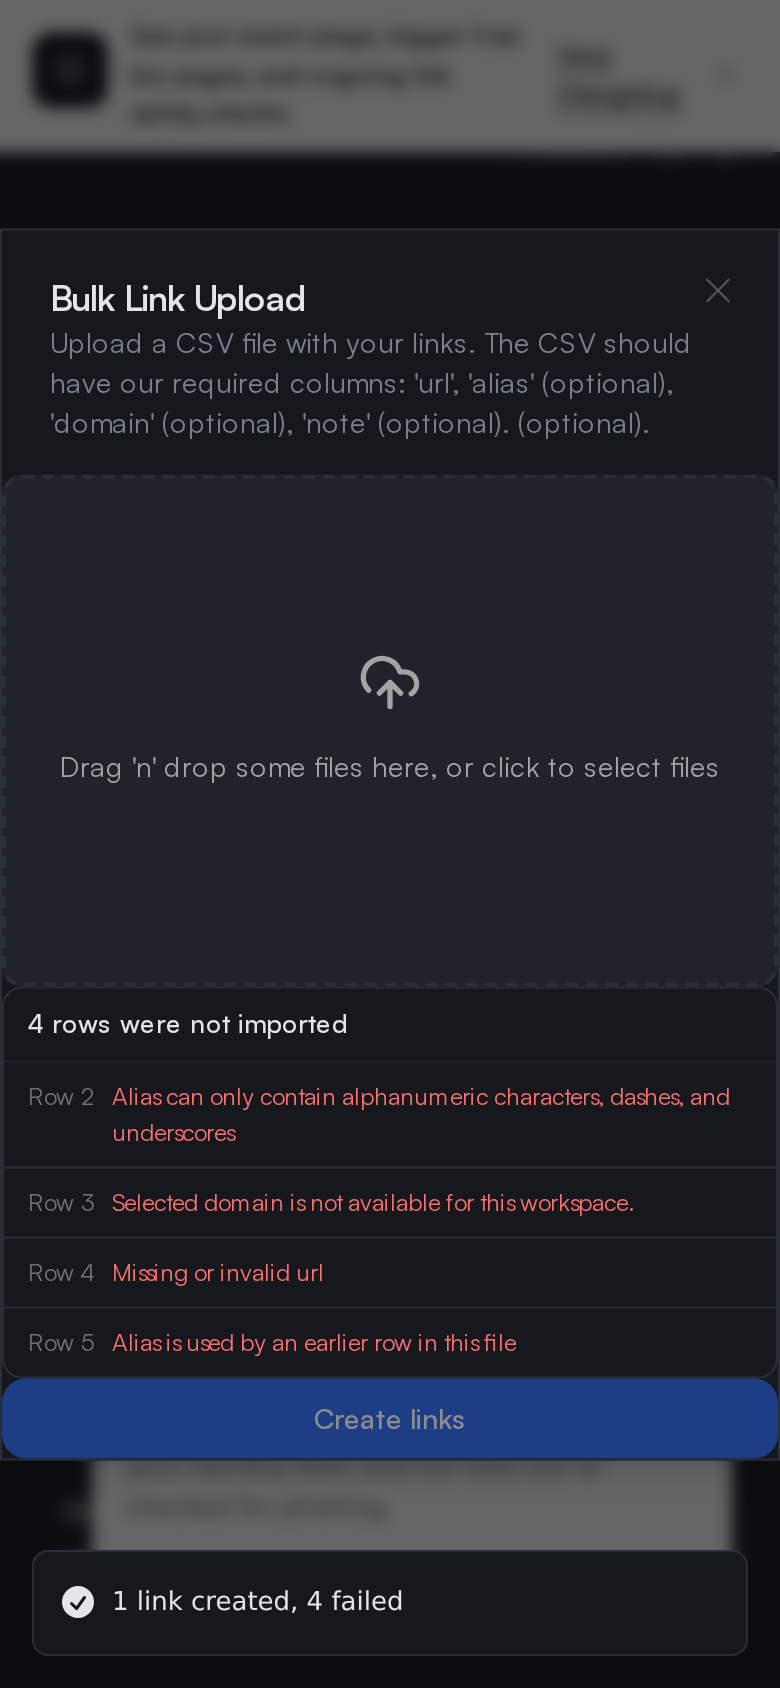 Bulk Link Upload
Upload a CSV file with your links. The CSV should
have our required columns: 'url', 'alias' (optional),
'domain' (optional), 'note' (optional). (optional).
Drag 'n' drop some files here, or click to select files
4 rows were not imported
Row 2 Alias can only contain alphanumeric characters, dashes, and
underscores
Row 3 Selected domain is not available for this workspace.
Row 4 Missing or invalid url
Row 5 Alias is used by an earlier row in this file
Create links
1 link created, 4 failed